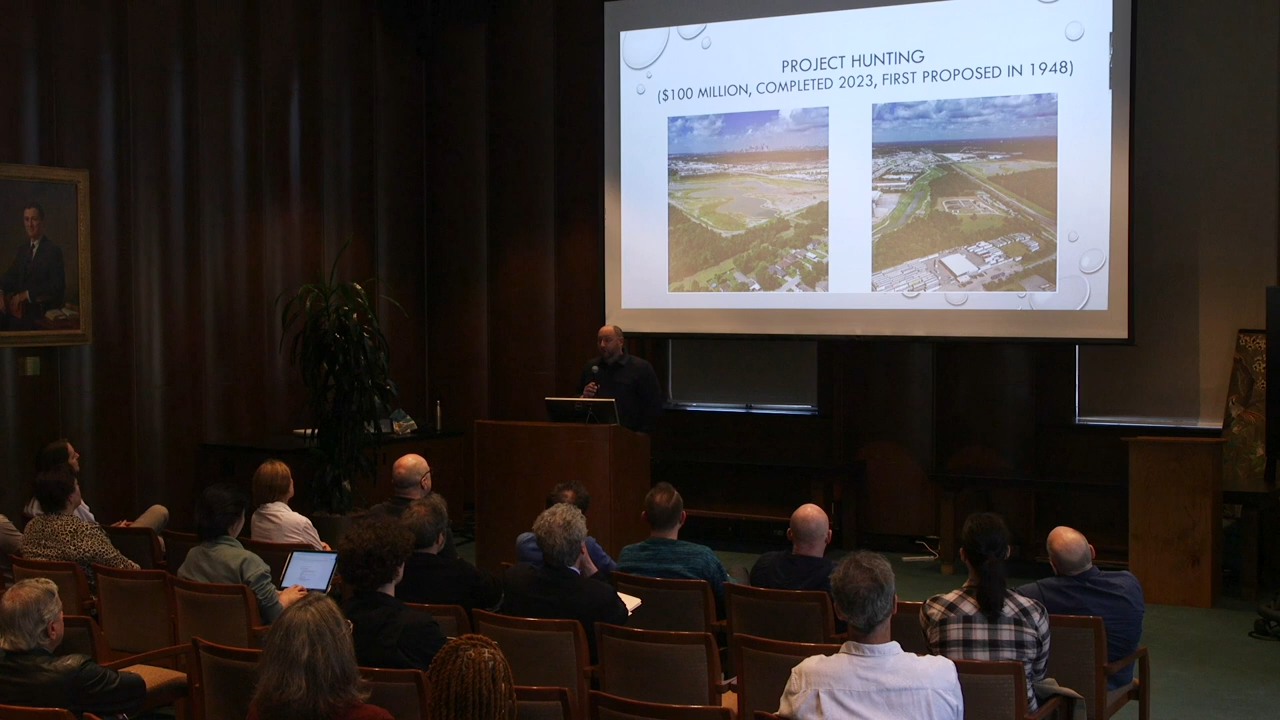 PROJECT HUNTING
($100 MILLION, COMPLETED 2023, FIRST PROPOSED IN 1948)